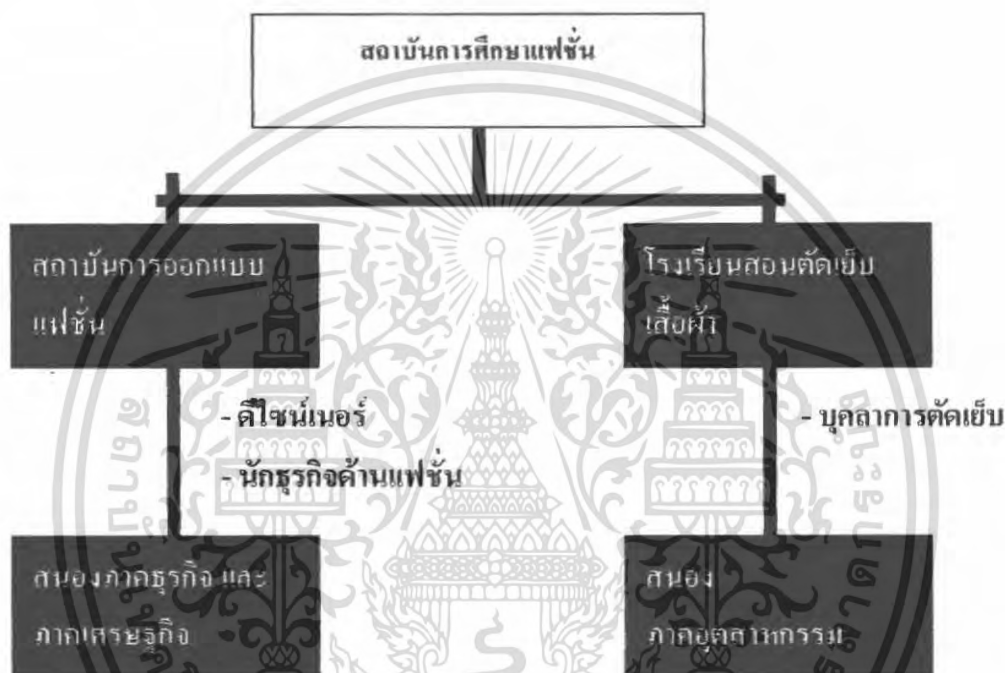 สถาบันการศึกษาแฟชั่น
สถาบันการออกแบบ
แฟชั่น
โรงเรียนสอนตัดเย็บ
เสื้อผ้า
- ดีไซน์เนอร์
- นักธุรกิจด้านแฟชั่น
- บุคลาการตัดเย็บ
สนองภาคธุรกิจ และ
ภาคเศรษฐกิจ
สนอง
ภาคอุตสาหกรรม